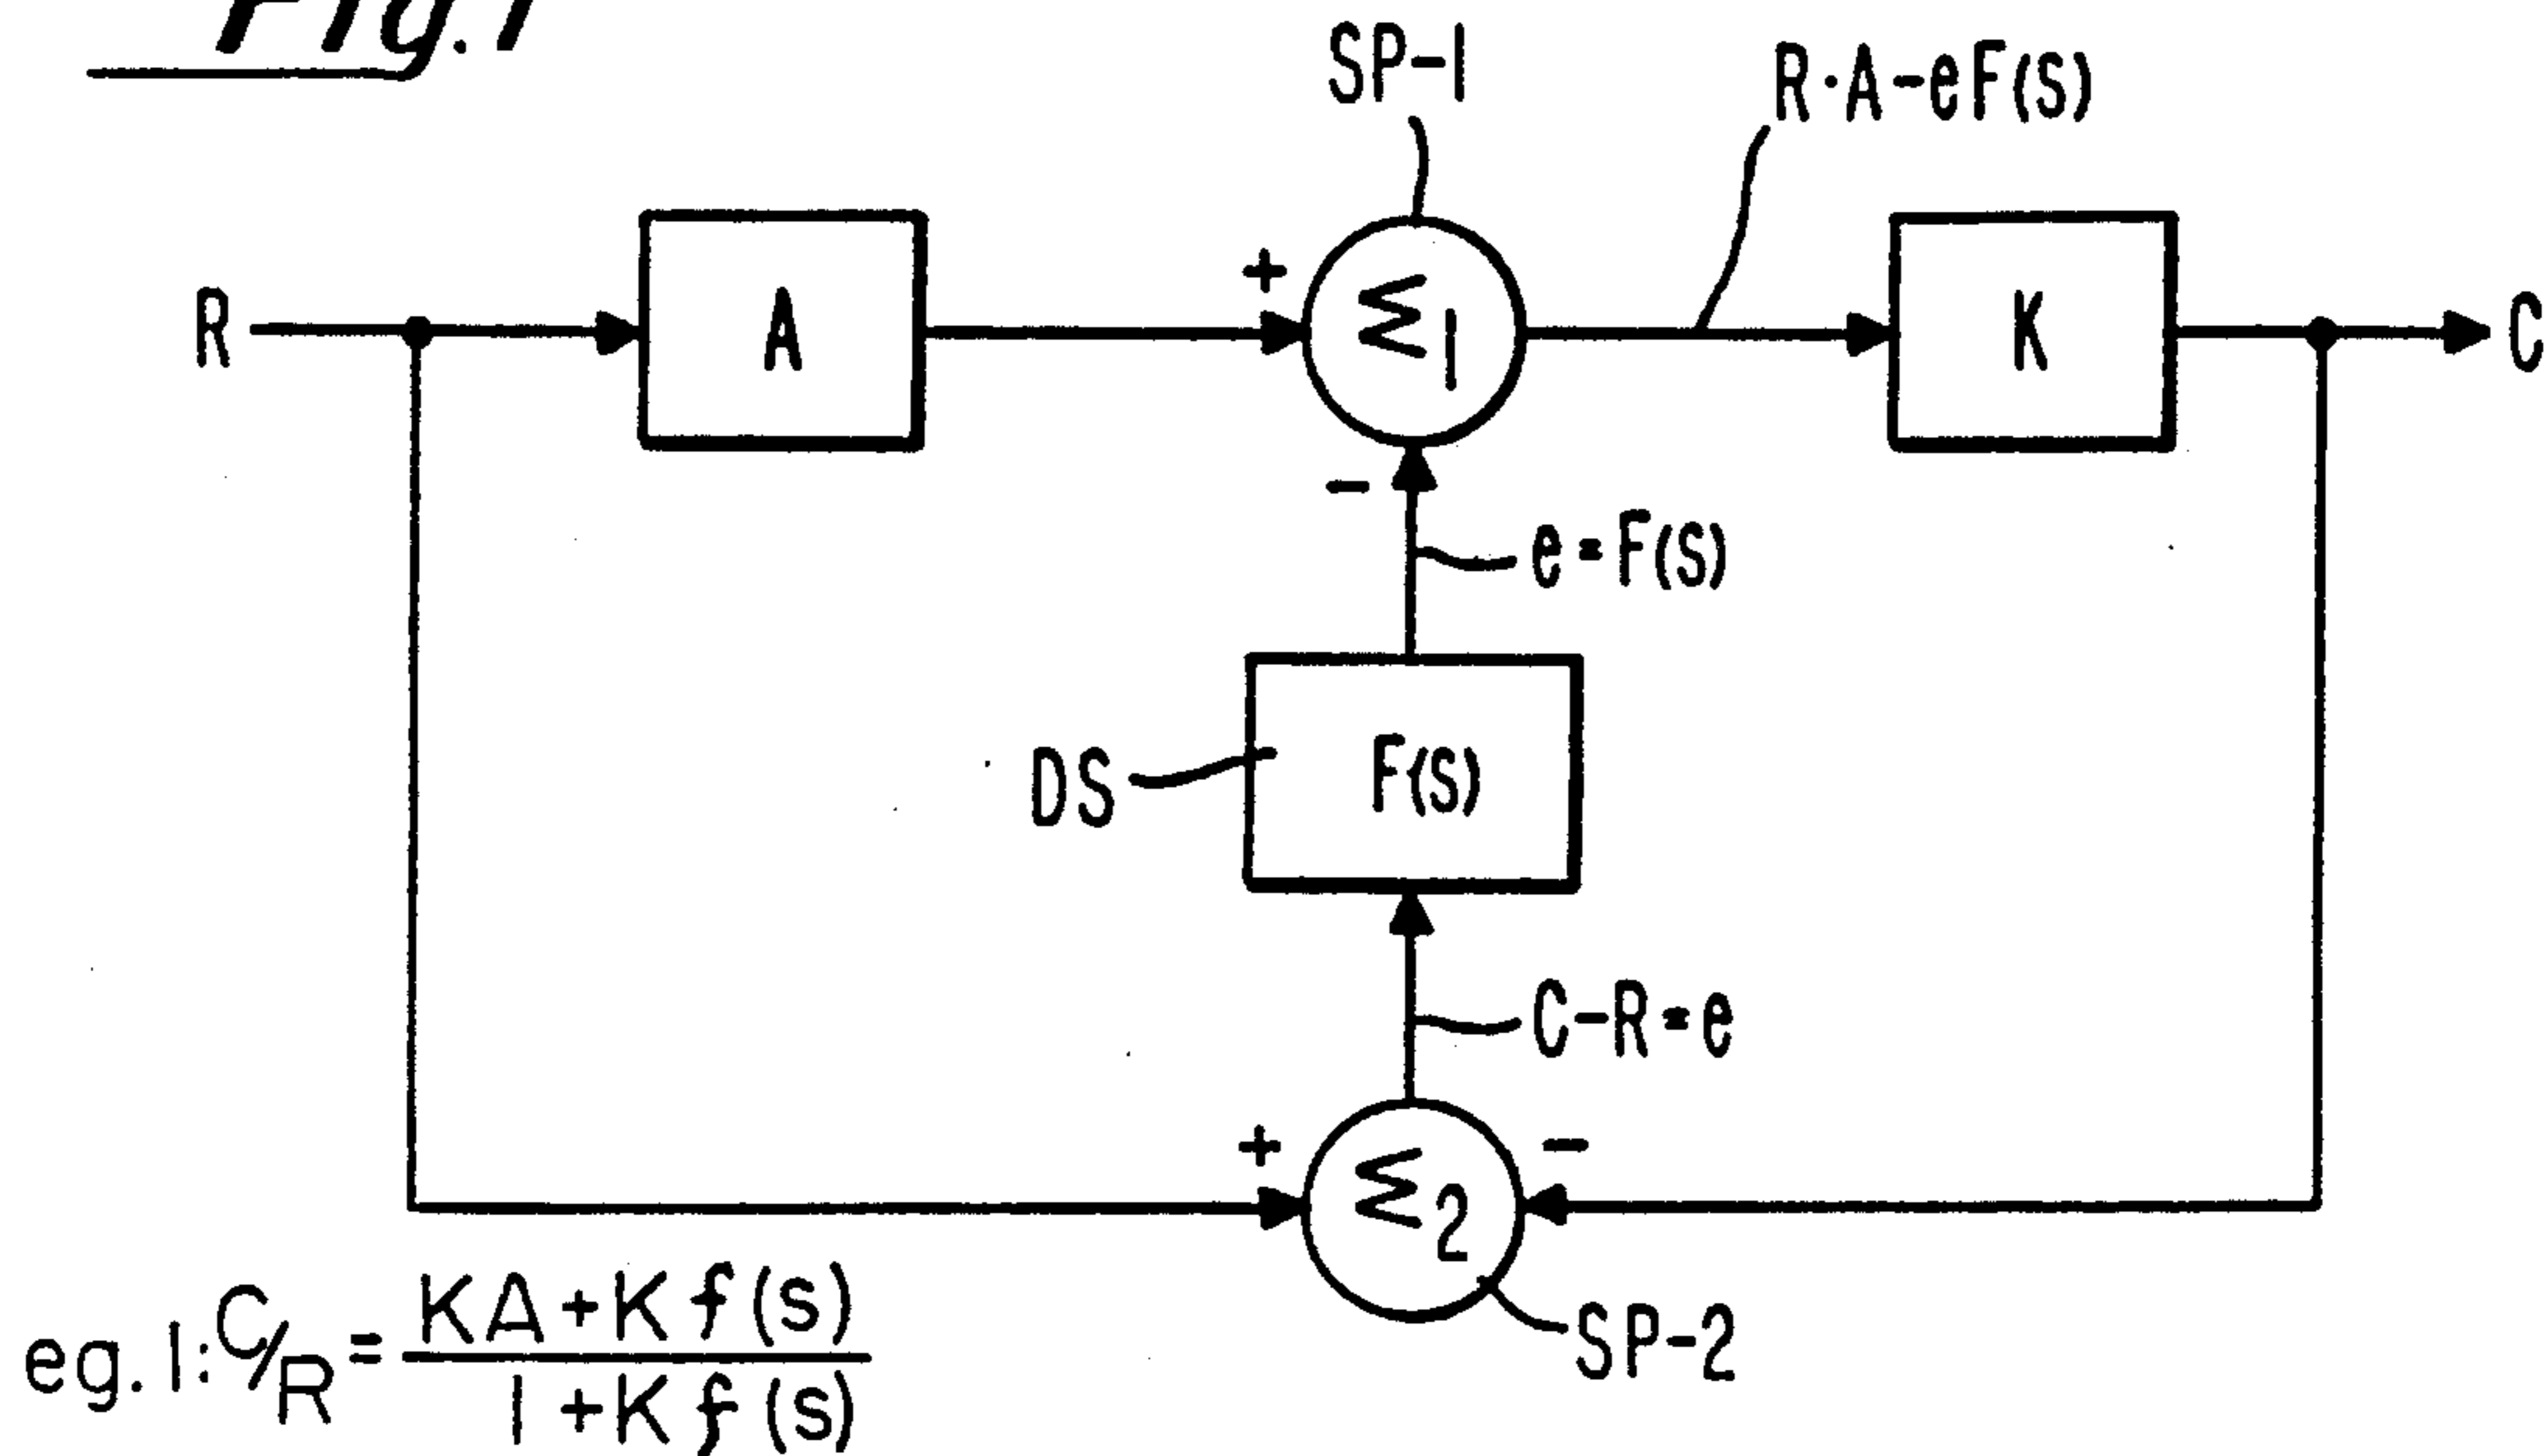 Fig.1
SP-1
R·A-eF(s)
R
A
+
Σ1
K
C
-
e=F(s)
DS
F(s)
C-R=e
+
-
Σ2
SP-2
eg. 1: C/R = KA+Kf(s)
1+Kf(s)